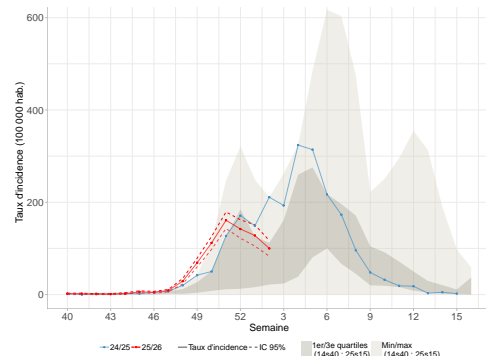 600
400
200
0
Taux d'incidence (100 000 hab.)
40 43 46 49 52 3 6 9 12 15
Semaine
24/25 25/26 Taux d'incidence IC 95% 1er/3e quartiles Min/max
(14s40 : 25s15) (14s40 : 25s15)